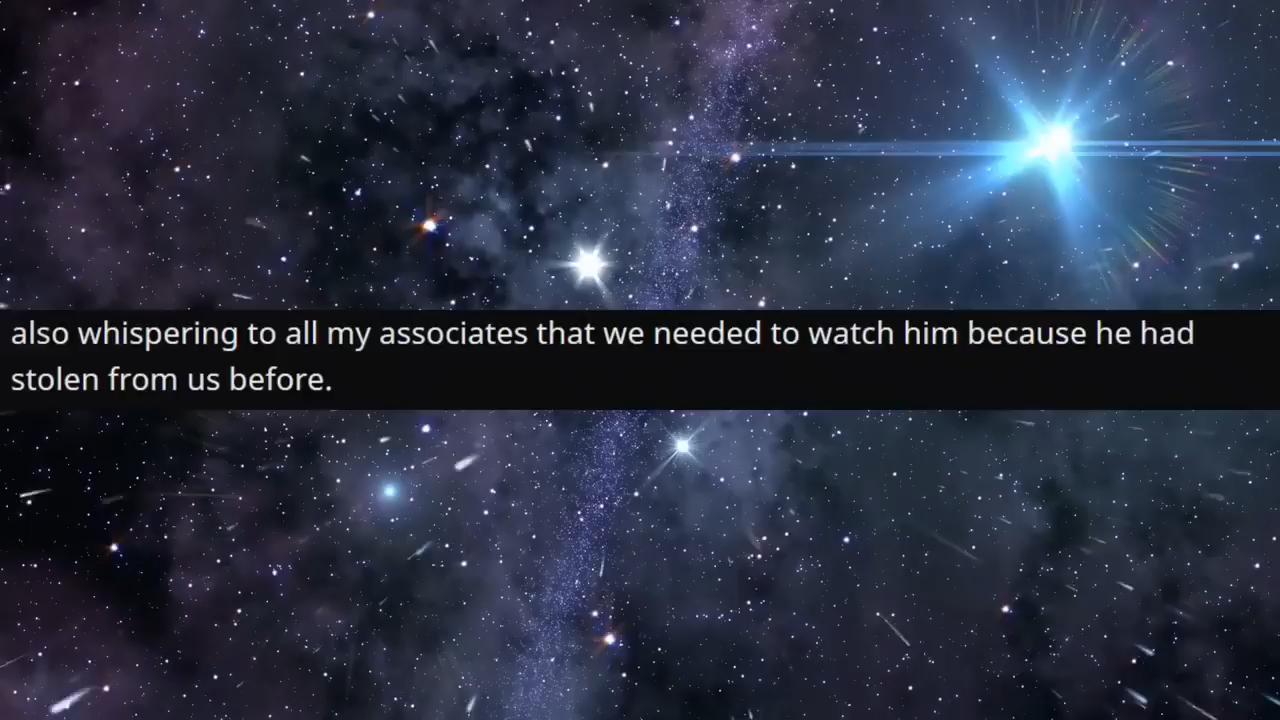 also whispering to all my associates that we needed to watch him because he had
stolen from us before.